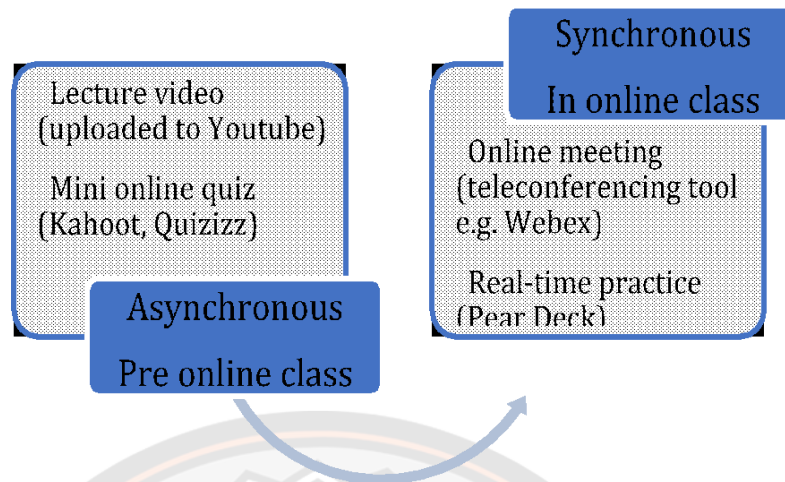 Lecture video
(uploaded to Youtube)
Mini online quiz
(Kahoot, Quizizz)
Asynchronous
Pre online class
Synchronous
In online class
Online meeting
(teleconferencing tool
e.g. Webex)
Real-time practice
(Pear Deck)